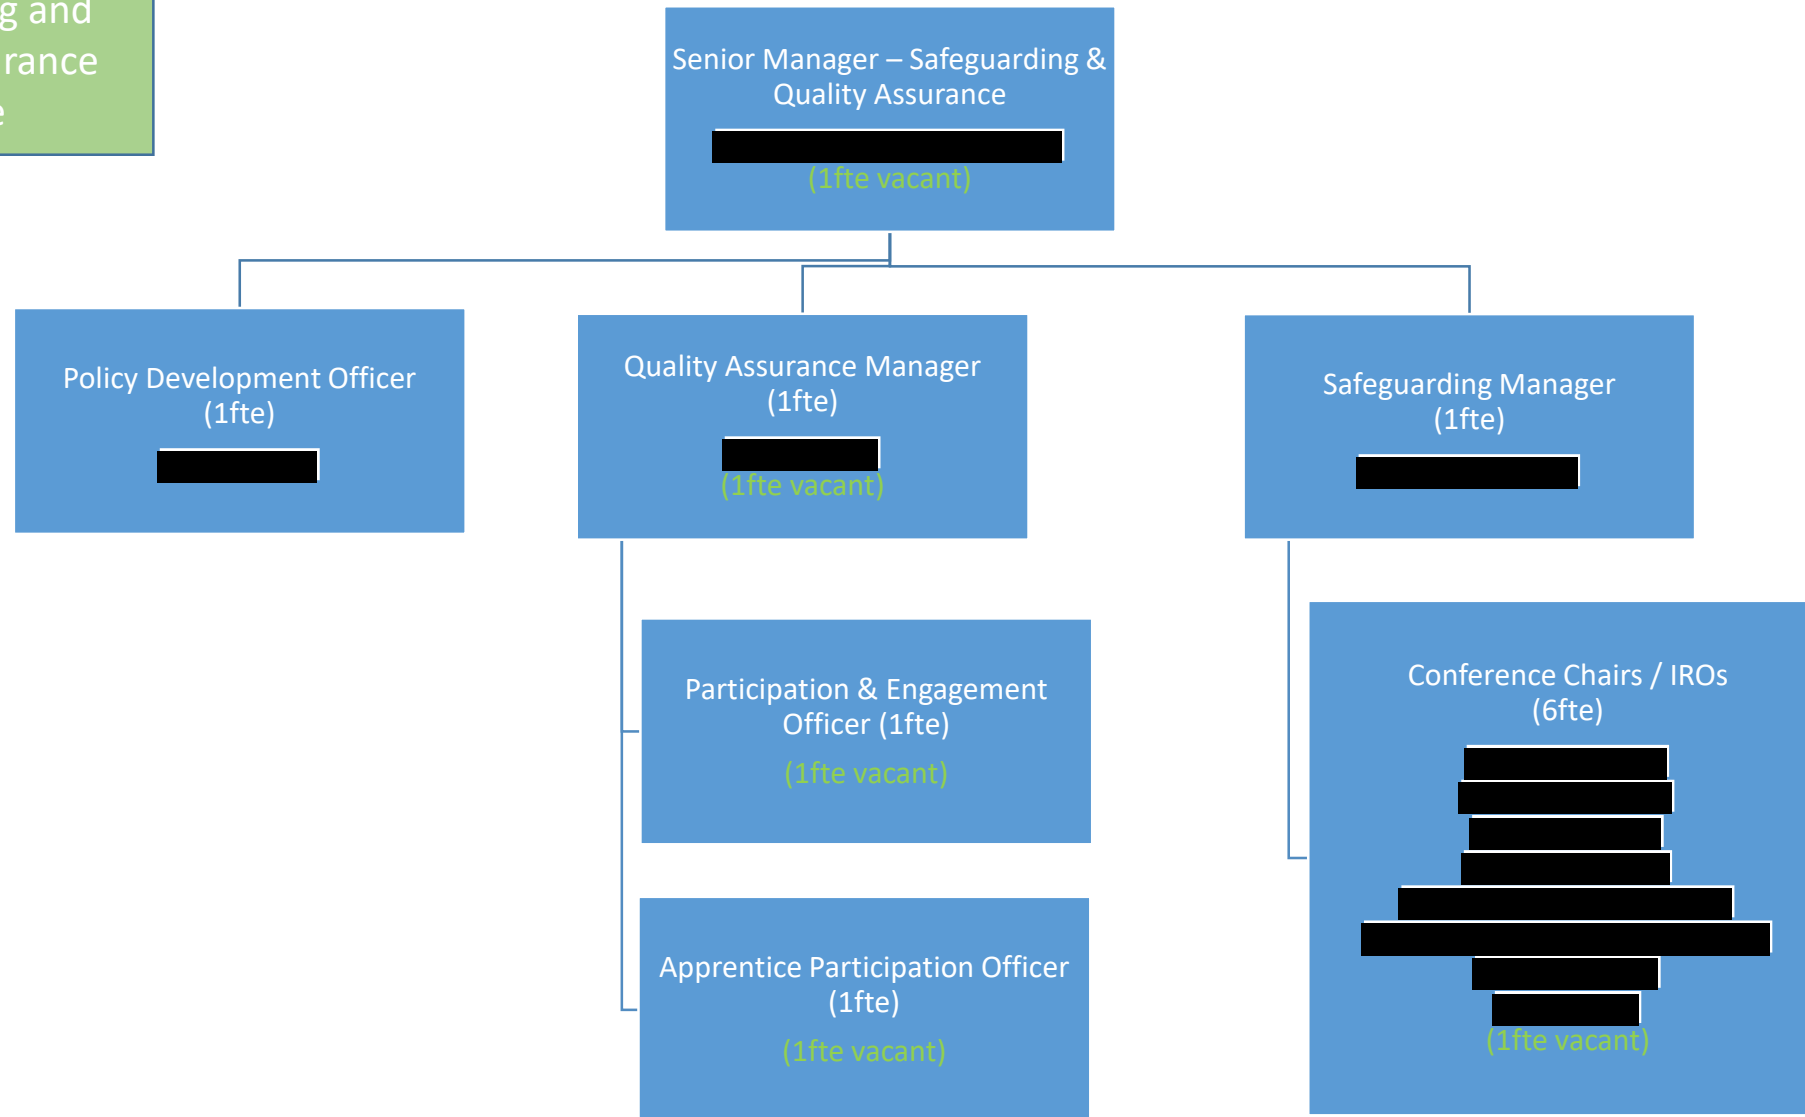 g and
rance
e
Senior Manager – Safeguarding &
Quality Assurance
(1fte vacant)
Policy Development Officer
(1fte)
Quality Assurance Manager
(1fte)
(1fte vacant)
Safeguarding Manager
(1fte)
Participation & Engagement
Officer (1fte)
(1fte vacant)
Apprentice Participation Officer
(1fte)
(1fte vacant)
Conference Chairs / IROs
(6fte)
(1fte vacant)